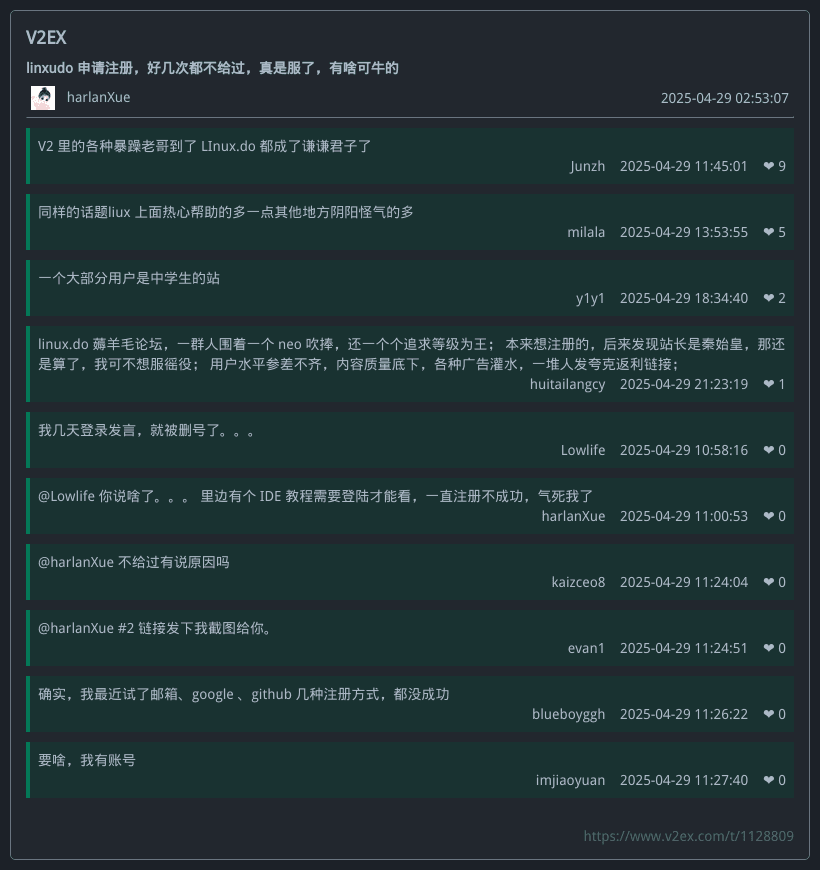 V2EX
linxudo 申请注册，好几次都不给过，真是服了，有啥可牛的
harlanXue 2025-04-29 02:53:07
V2 里的各种暴躁老哥到了 LInux.do 都成了谦谦君子了
Junzh 2025-04-29 11:45:01 ❤ 9
同样的话题liux 上面热心帮助的多一点其他地方阴阳怪气的多
milala 2025-04-29 13:53:55 ❤ 5
一个大部分用户是中学生的站
y1y1 2025-04-29 18:34:40 ❤ 2
linux.do 薅羊毛论坛，一群人围着一个 neo 吹捧，还一个个追求等级为王； 本来想注册的，后来发现站长是秦始皇，那还
是算了，我可不想服徭役； 用户水平参差不齐，内容质量底下，各种广告灌水，一堆人发夸克返利链接；
huitailangcy 2025-04-29 21:23:19 ❤ 1
我几天登录发言，就被删号了。。。
Lowlife 2025-04-29 10:58:16 ❤ 0
@Lowlife 你说啥了。。。 里边有个 IDE 教程需要登陆才能看，一直注册不成功，气死我了
harlanXue 2025-04-29 11:00:53 ❤ 0
@harlanXue 不给过有说原因吗
kaizceo8 2025-04-29 11:24:04 ❤ 0
@harlanXue #2 链接发下我截图给你。
evan1 2025-04-29 11:24:51 ❤ 0
确实，我最近试了邮箱、google 、github 几种注册方式，都没成功
blueboyggh 2025-04-29 11:26:22 ❤ 0
要啥，我有账号
imjiaoyuan 2025-04-29 11:27:40 ❤ 0
https://www.v2ex.com/t/1128809